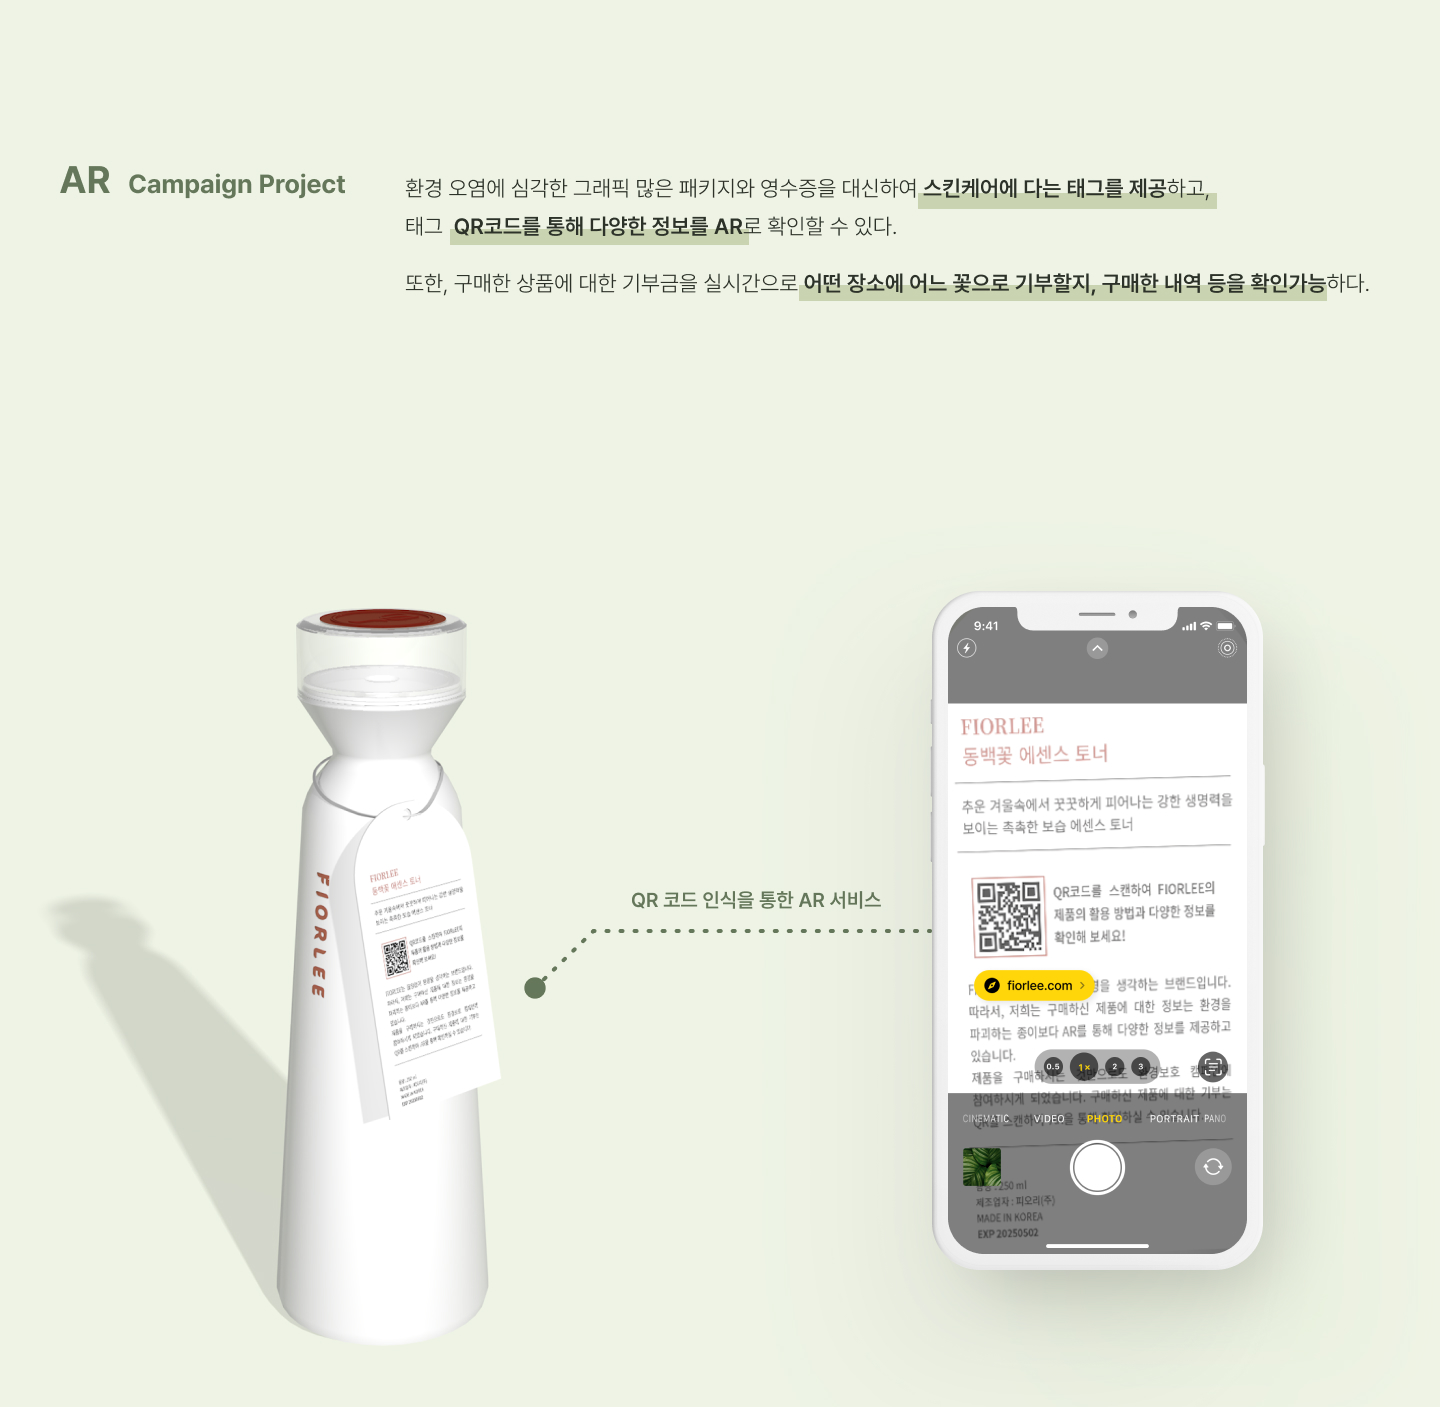 AR Campaign Project
환경 오염에 심각한 그래픽 많은 패키지와 영수증을 대신하여 스킨케어에 다는 태그를 제공하고,
태그 QR코드를 통해 다양한 정보를 AR로 확인할 수 있다.
또한, 구매한 상품에 대한 기부금을 실시간으로 어떤 장소에 어느 꽃으로 기부할지, 구매한 내역 등을 확인가능하다.
FIORLEE
FIORLEE
동백꽃 에센스 토너
QR 코드 인식을 통한 AR 서비스
9:41
FIORLEE
동백꽃 에센스 토너
추운 겨울속에서 꿋꿋하게 피어나는 강한 생명력을
보이는 촉촉한 보습 에센스 토너
QR코드를 스캔하여 FIORLEE의
제품의 활용 방법과 다양한 정보를
확인해 보세요!
fiorlee.com
을 생각하는 브랜드입니다.
따라서, 저희는 구매하신 제품에 대한 정보는 환경을
파괴하는 종이보다 AR를 통해 다양한 정보를 제공하고
있습니다.
0.5 1× 2 3
제품을
참여하시게 되었습니다. 구매하신 제품에 대한 기부는
CINEMATIC VIDEO PHOTO PORTRAIT PANO
250 ml
제조업자 : 피오리(주)
MADE IN KOREA
EXP 20250502